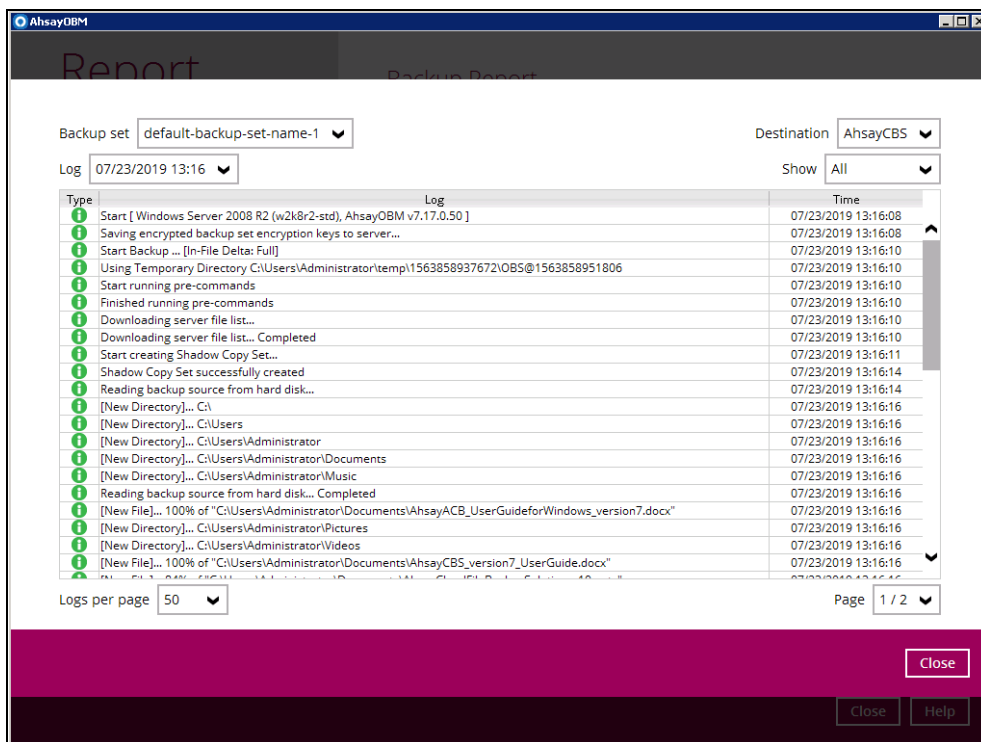 AhsayOBM
Report
Backup Report
Backup set default-backup-set-name-1 Destination AhsayCBS
Log 07/23/2019 13:16 Show All
Type Log Time
Start [ Windows Server 2008 R2 (w2k8r2-std), AhsayOBM v7.17.0.50 ] 07/23/2019 13:16:08
Saving encrypted backup set encryption keys to server... 07/23/2019 13:16:08
Start Backup ... [In-File Delta: Full] 07/23/2019 13:16:10
Using Temporary Directory C:\Users\Administrator\temp\1563858937672\OBS@1563858951806 07/23/2019 13:16:10
Start running pre-commands 07/23/2019 13:16:10
Finished running pre-commands 07/23/2019 13:16:10
Downloading server file list... 07/23/2019 13:16:10
Downloading server file list... Completed 07/23/2019 13:16:10
Start creating Shadow Copy Set... 07/23/2019 13:16:11
Shadow Copy Set successfully created 07/23/2019 13:16:14
Reading backup source from hard disk... 07/23/2019 13:16:14
[New Directory]... C:\ 07/23/2019 13:16:16
[New Directory]... C:\Users 07/23/2019 13:16:16
[New Directory]... C:\Users\Administrator 07/23/2019 13:16:16
[New Directory]... C:\Users\Administrator\Documents 07/23/2019 13:16:16
[New Directory]... C:\Users\Administrator\Music 07/23/2019 13:16:16
Reading backup source from hard disk... Completed 07/23/2019 13:16:16
[New File]... 100% of "C:\Users\Administrator\Documents\AhsayACB_UserGuideforWindows_version7.docx" 07/23/2019 13:16:16
[New Directory]... C:\Users\Administrator\Pictures 07/23/2019 13:16:16
[New Directory]... C:\Users\Administrator\Videos 07/23/2019 13:16:16
[New File]... 100% of "C:\Users\Administrator\Documents\AhsayCBS_version7_UserGuide.docx" 07/23/2019 13:16:16
Logs per page 50 Page 1 / 2
Close
Close Help